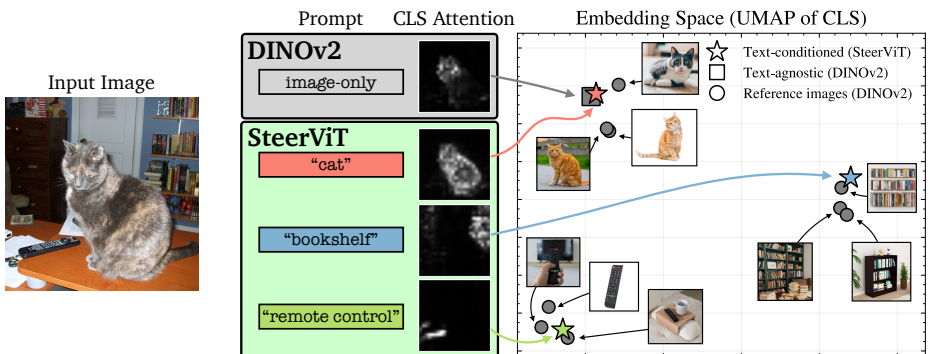 Prompt
CLS Attention
Embedding Space (UMAP of CLS)
Input Image
DINOv2
image-only
SteerViT
"cat"
"bookshelf"
"remote control"
Text-conditioned (SteerViT)
Text-agnostic (DINOv2)
Reference images (DINOv2)